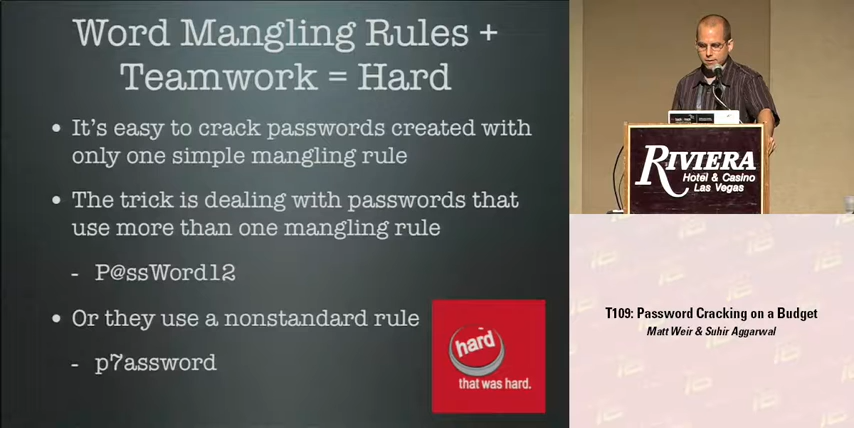 Word Mangling Rules +
Teamwork = Hard
• It's easy to crack passwords created with
only one simple mangling rule
• The trick is dealing with passwords that
use more than one mangling rule
- P@ssWord12
• Or they use a nonstandard rule
- p7assword
hard
that was hard.
RIVIERA
Hotel & Casino
Las Vegas
T109: Password Cracking on a Budget
Matt Weir & Suhir Aggarwal